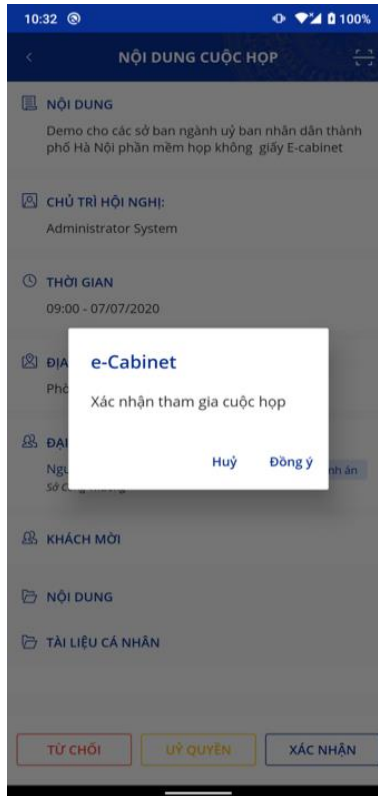 10:32 100%
NỘI DUNG CUỘC HỌP
NỘI DUNG
Demo cho các sở ban ngành uỷ ban nhân dân thành
phố Hà Nội phần mềm họp không giấy E-cabinet
CHỦ TRÌ HỘI NGHỊ:
Administrator System
THỜI GIAN
09:00 - 07/07/2020
e-Cabinet
Xác nhận tham gia cuộc họp
Huỷ Đồng ý
KHÁCH MỜI
NỘI DUNG
TÀI LIỆU CÁ NHÂN
TỪ CHỐI UỶ QUYỀN XÁC NHẬN